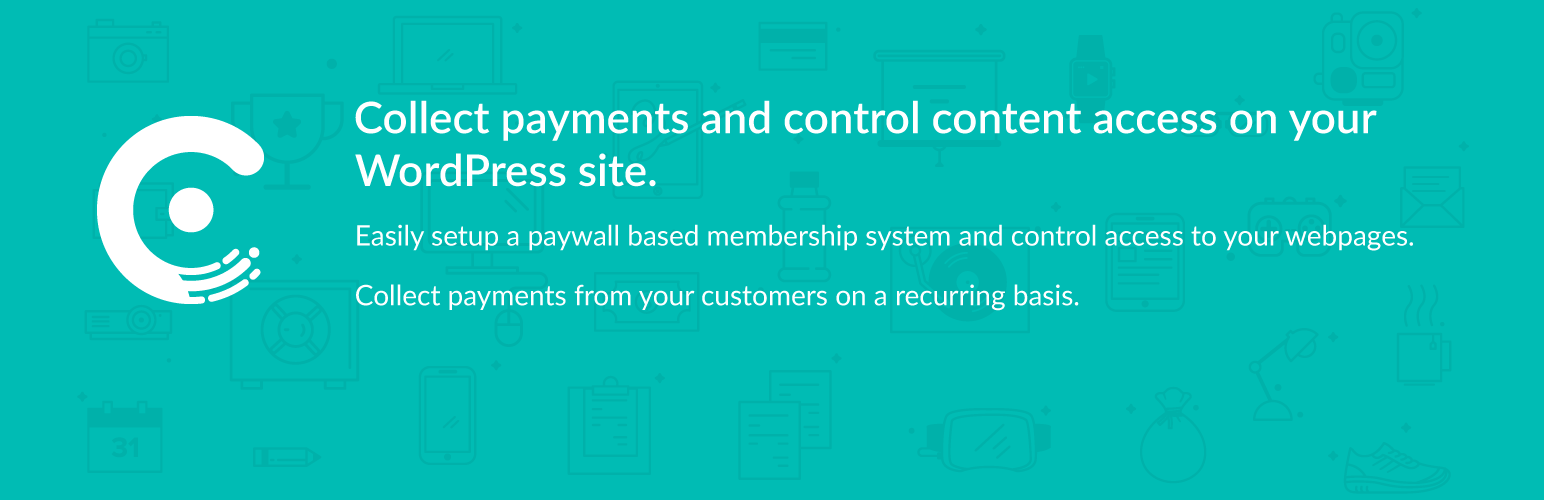 Collect payments and control content access on your
WordPress site.
Easily setup a paywall based membership system and control access to your webpages.
Collect payments from your customers on a recurring basis.
31